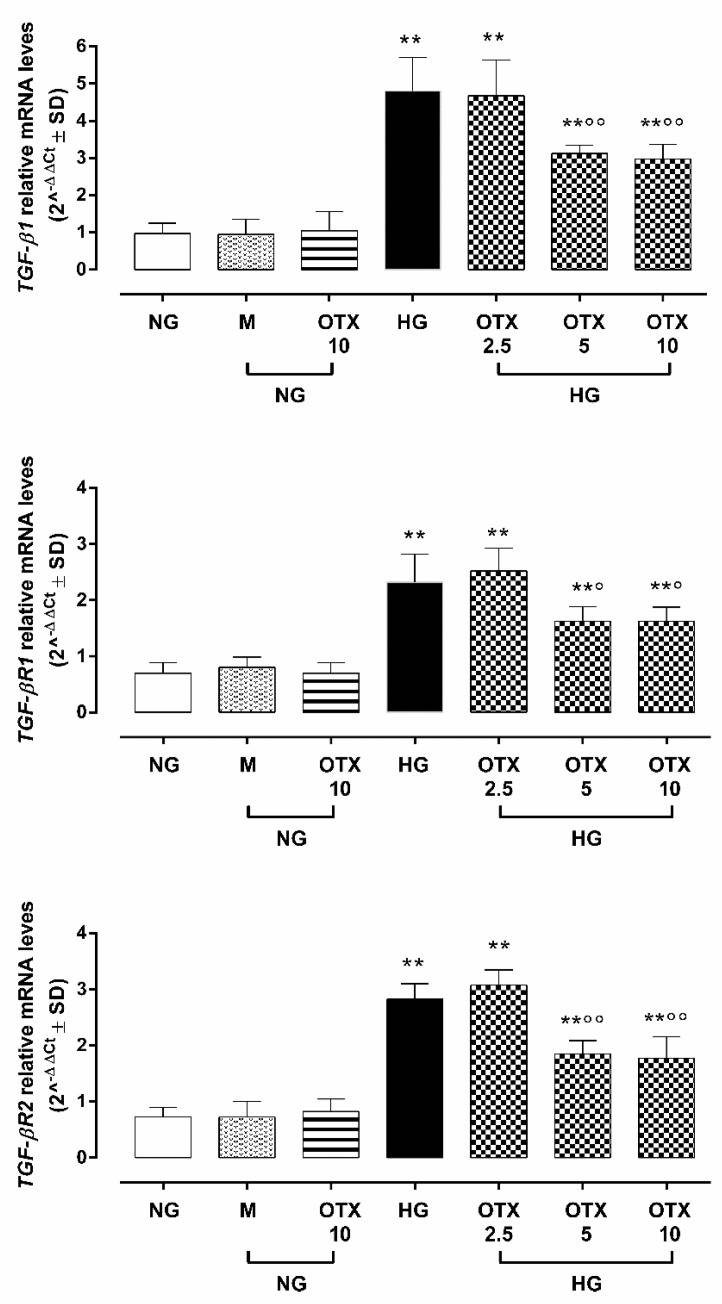 TGF-β1 relative mRNA leves
(2^-Δ ΔCt ± SD)
6
5
4
3
2
1
0
** ** **°° **°°
NG M OTX 10 HG OTX 2.5 OTX 5 OTX 10
NG HG
TGF-βR1 relative mRNA leves
(2^-Δ ΔCt ± SD)
4
3
2
1
0
** ** **° **°
NG M OTX 10 HG OTX 2.5 OTX 5 OTX 10
NG HG
TGF-βR2 relative mRNA leves
(2^-Δ ΔCt ± SD)
4
3
2
1
0
** ** **°° **°°
NG M OTX 10 HG OTX 2.5 OTX 5 OTX 10
NG HG